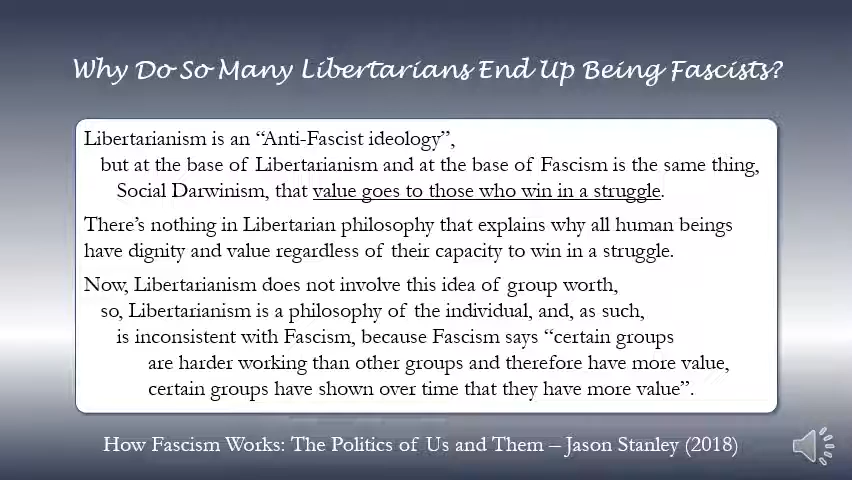 Why Do So Many Libertarians End Up Being Fascists?
Libertarianism is an “Anti-Fascist ideology”,
but at the base of Libertarianism and at the base of Fascism is the same thing,
Social Darwinism, that value goes to those who win in a struggle.
There’s nothing in Libertarian philosophy that explains why all human beings
have dignity and value regardless of their capacity to win in a struggle.
Now, Libertarianism does not involve this idea of group worth,
so, Libertarianism is a philosophy of the individual, and, as such,
is inconsistent with Fascism, because Fascism says “certain groups
are harder working than other groups and therefore have more value,
certain groups have shown over time that they have more value”.
How Fascism Works: The Politics of Us and Them – Jason Stanley (2018)